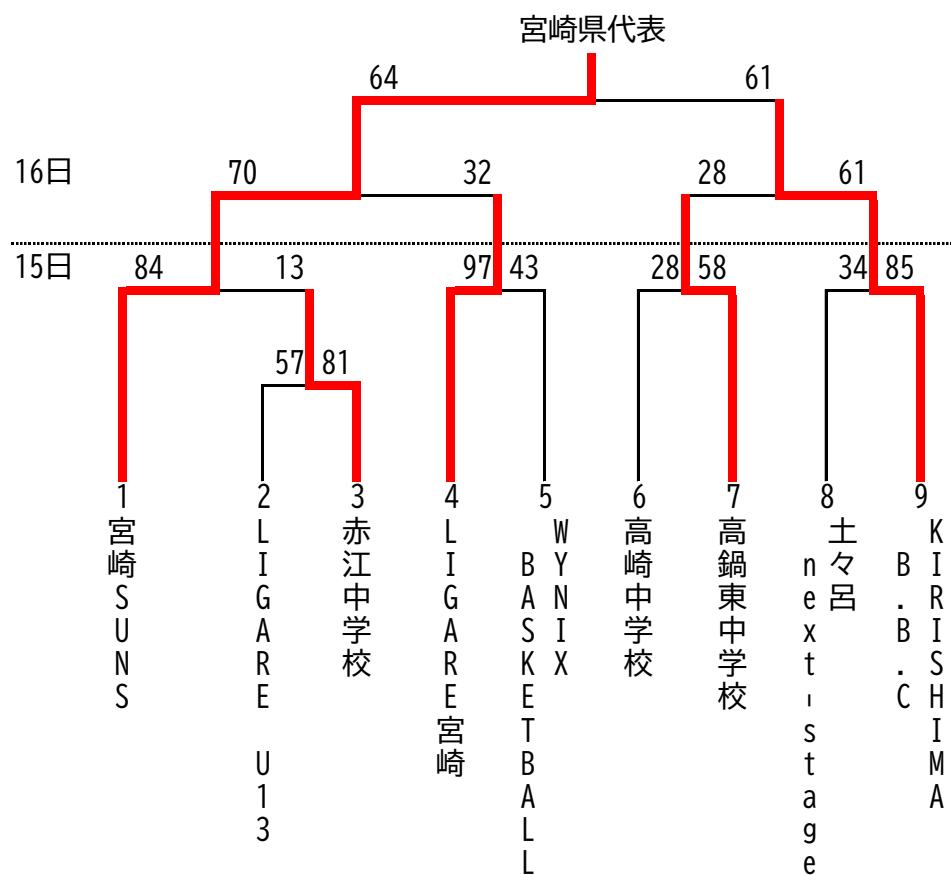 宮崎県代表
64
61
16日
70
32
28
61
15日
84
13
97
43
28
58
34
85
57
81
1
2
3
4
5
6
7
8
9
宮崎SUNS
LIGARE U13
赤江中学校
LIGARE宮崎
WYNIX
BASKETBALL
高崎中学校
高鍋東中学校
土々呂
next-stage
KIRISHIMA
B.B.C